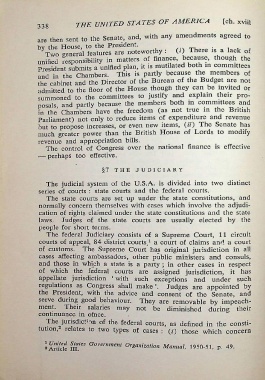 338 THE UNITED STATES OF AMERICA [ch. xvii
are then sent to the Senate, and, with any amendments agreed to
by the House, to the President.
Two general features are noteworthy : (i) There is a lack of
unified responsibility in matters of finance, because, though the
President submits a unified plan, it is mutilated both in committees
and in the Chambers. This is partly because the members of
the cabinet and the Director of the Bureau of the Budget are not
admitted to the floor of the House though they can be invited or
summoned to the committees to justify and explain their pro-
posals, and partly because the members both in committees and
in the Chambers have the freedom (as not true in the British
Parliament) not only to reduce items of expenditure and revenue
but to propose increases, or even new items, (ii) The Senate has
much greater power than the British House of Lords to modify
revenue and appropriation bills.
The control of Congress over the national finance is effective
— perhaps too effective.
§7 THE JUDICIARY
The judicial system of the U.S.A. is divided into two distinct
series of courts : state courts and the federal courts.
The state courts are set up under the state constitutions, and
normally concern themselves with cases which involve the adjudi-
cation of rights claimed under the state constitutions and the state
laws. Judges of the state courts are usually elected by the
people for short terms.
The federal Judiciary consists of a Supreme Court, 11 circuit
courts of appeal, 84 district courts,¹ a court of claims and a court
of customs. The Supreme Court has original jurisdiction in all
cases affecting ambassadors, other public ministers and consuls,
and those in which a state is a party ; in other cases in respect
of which the federal courts are assigned jurisdiction, it has
appellate jurisdiction ' with such exceptions and under such
regulations as Congress shall make '. Judges are appointed by
the President, with the advice and consent of the Senate, and
serve during good behaviour. They are removable by impeach-
ment. Their salaries may not be diminished during their
continuance in office.
The jurisdiction of the federal courts, as defined in the consti-
tution,² relates to two types of cases : (i) those which concern
¹ United States Government Organization Manual, 1950-51, p. 49.
² Article III.